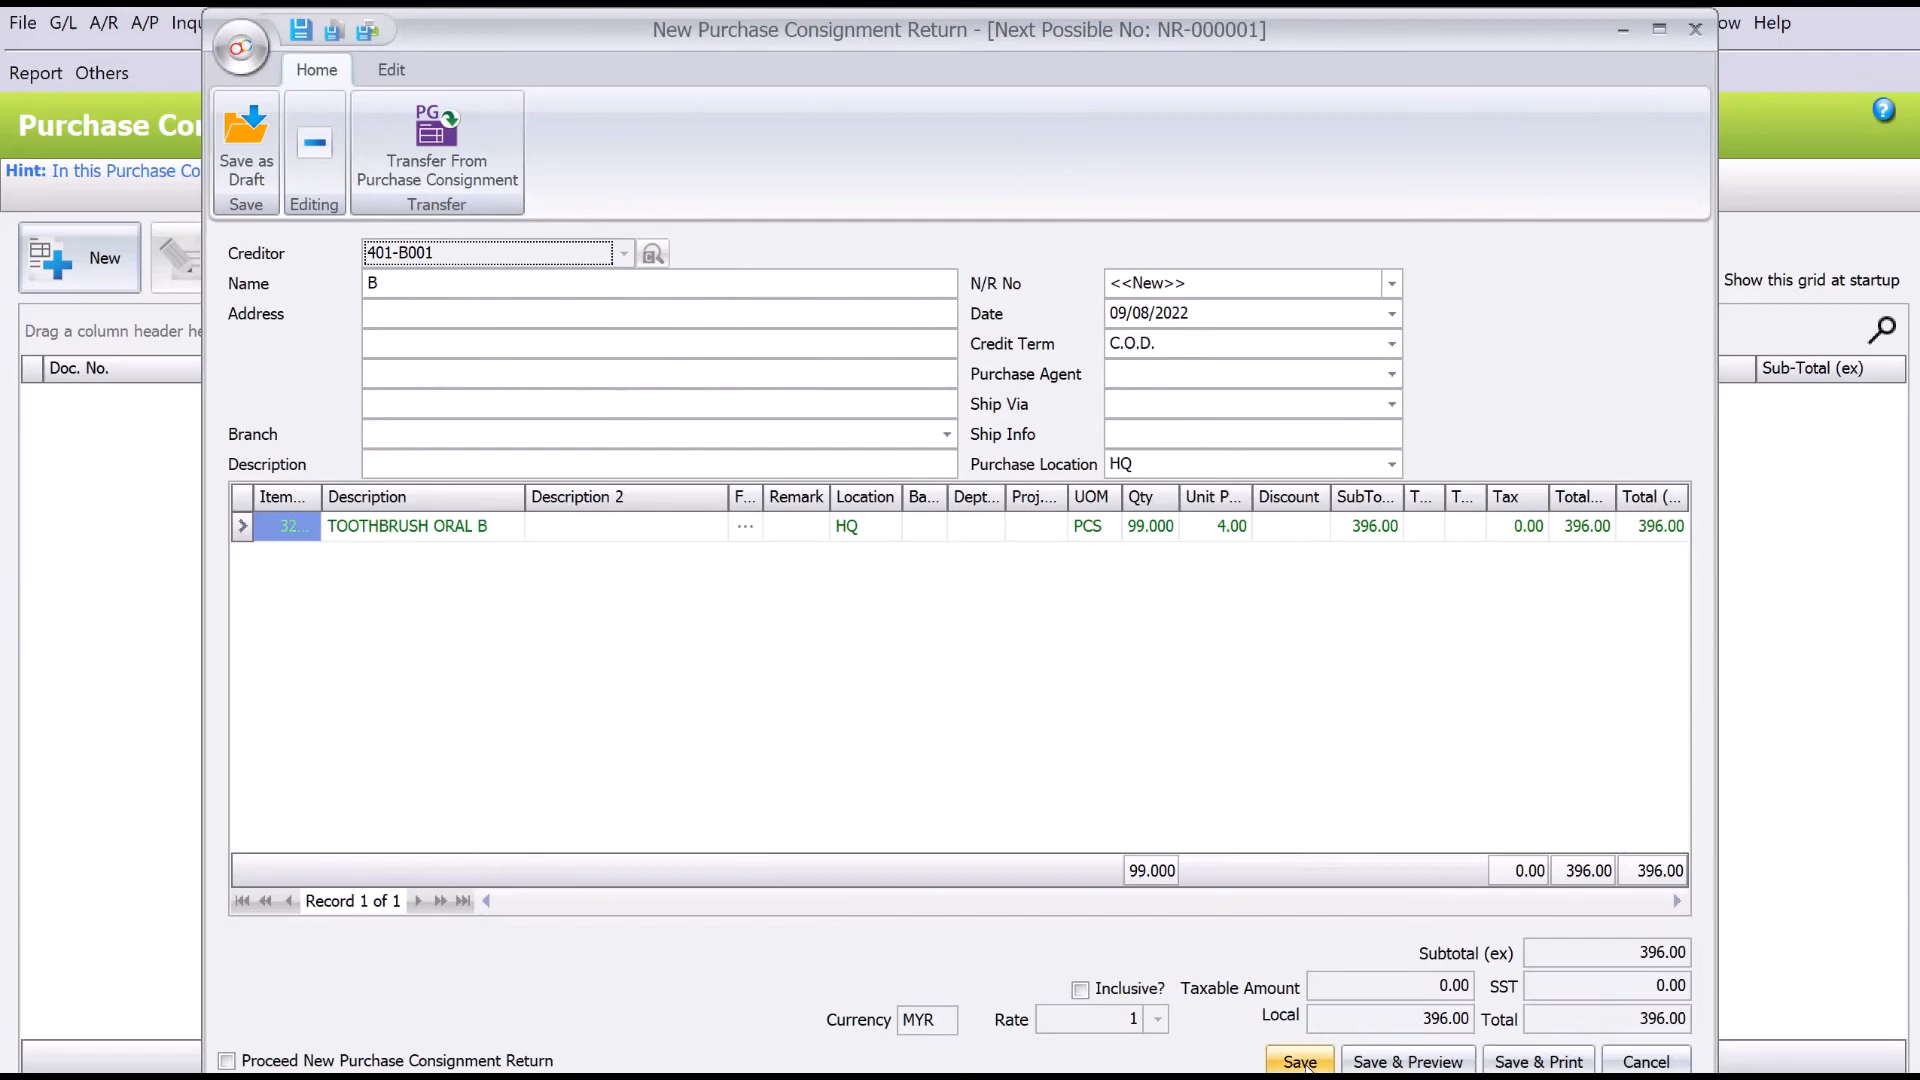 File G/L A/R A/P Inqu
New Purchase Consignment Return - [Next Possible No: NR-000001]
ow Help
Report Others
Home Edit
Purchase Co
Hint: In this Purchase Co
Save as Draft
Save
Editing
PG
Transfer From Purchase Consignment
Transfer
New
Show this grid at startup
Creditor 401-B001
Name B
N/R No <<New>>
Address
Date 09/08/2022
Credit Term C.O.D.
Purchase Agent
Ship Via
Branch
Ship Info
Description
Purchase Location HQ
Drag a column header he
Doc. No.
Sub-Total (ex)
Item... Description Description 2 F... Remark Location Ba... Dept... Proj.... UOM Qty Unit P... Discount SubTo... T... T... Tax Total... Total (...
32... TOOTHBRUSH ORAL B ... HQ PCS 99.000 4.00 396.00 0.00 396.00 396.00
99.000 0.00 396.00 396.00
Record 1 of 1
Subtotal (ex) 396.00
Inclusive? Taxable Amount 0.00 SST 0.00
Currency MYR Rate 1 Local 396.00 Total 396.00
Proceed New Purchase Consignment Return
Save Save & Preview Save & Print Cancel